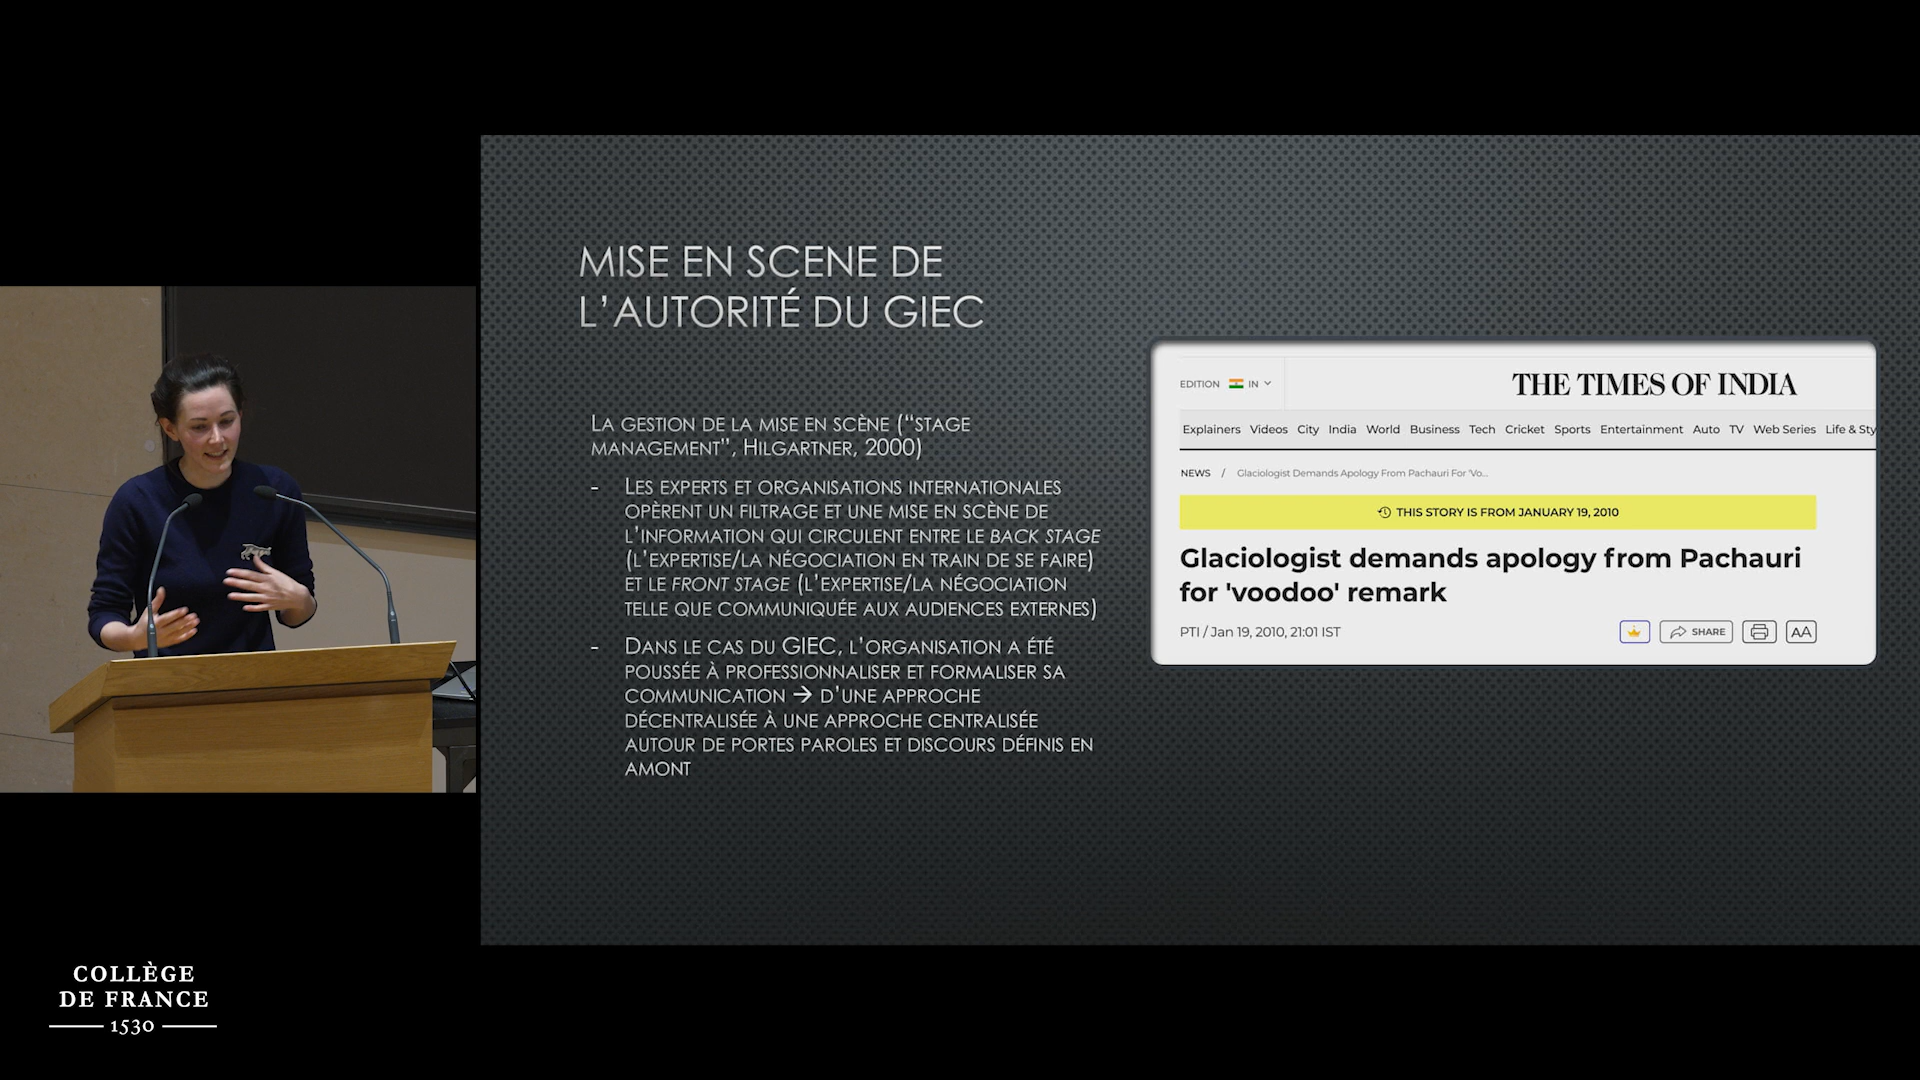 MISE EN SCENE DE
L’AUTORITÉ DU GIEC
LA GESTION DE LA MISE EN SCÈNE (“STAGE
MANAGEMENT”, HILGARTNER, 2000)
- LES EXPERTS ET ORGANISATIONS INTERNATIONALES
OPÈRENT UN FILTRAGE ET UNE MISE EN SCÈNE DE
L’INFORMATION QUI CIRCULENT ENTRE LE BACK STAGE
(L’EXPERTISE/LA NÉGOCIATION EN TRAIN DE SE FAIRE)
ET LE FRONT STAGE (L’EXPERTISE/LA NÉGOCIATION
TELLE QUE COMMUNIQUÉE AUX AUDIENCES EXTERNES)
- DANS LE CAS DU GIEC, L’ORGANISATION A ÉTÉ
POUSSÉE À PROFESSIONNALISER ET FORMALISER SA
COMMUNICATION → D’UNE APPROCHE
DÉCENTRALISÉE À UNE APPROCHE CENTRALISÉE
AUTOUR DE PORTES PAROLES ET DISCOURS DÉFINIS EN
AMONT
EDITION IN
THE TIMES OF INDIA
Explainers Videos City India World Business Tech Cricket Sports Entertainment Auto TV Web Series Life & Sty
NEWS / Glaciologist Demands Apology From Pachauri For 'Vo...
THIS STORY IS FROM JANUARY 19, 2010
Glaciologist demands apology from Pachauri
for 'voodoo' remark
PTI / Jan 19, 2010, 21:01 IST
SHARE
AA
COLLÈGE
DE FRANCE
1530